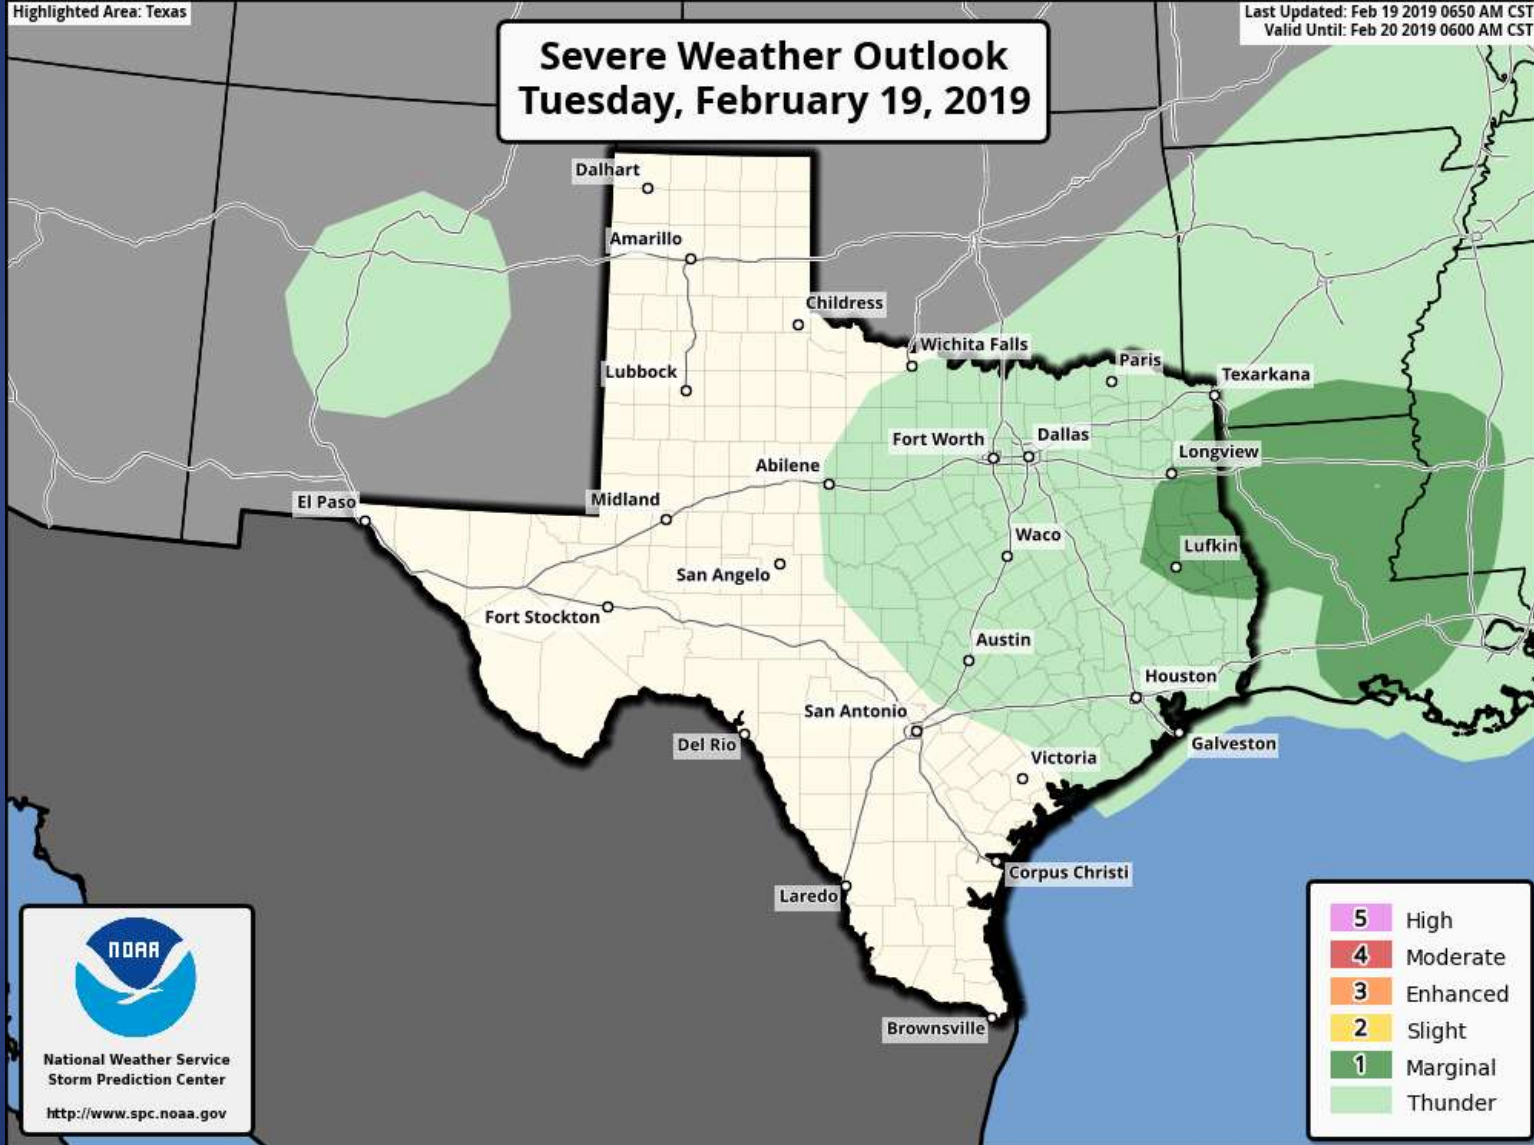 Highlighted Area: Texas
Last Updated: Feb 19 2019 0650 AM CST
Valid Until: Feb 20 2019 0600 AM CST
Severe Weather Outlook
Tuesday, February 19, 2019
Dalhart
Amarillo
Childress
Wichita Falls
Paris
Texarkana
Lubbock
Fort Worth
Dallas
Longview
Abilene
Midland
El Paso
Waco
Lufkin
San Angelo
Fort Stockton
Austin
Houston
San Antonio
Del Rio
Galveston
Victoria
Corpus Christi
Laredo
Brownsville
NOAA
National Weather Service
Storm Prediction Center
http://www.spc.noaa.gov
5 High
4 Moderate
3 Enhanced
2 Slight
1 Marginal
Thunder